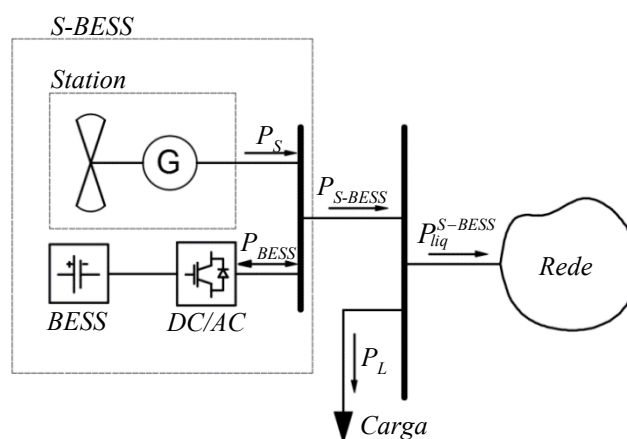 S-BESS
Station
G
P_S
P_S-BESS
P_BESS
BESS
DC/AC
P_liq^S-BESS
Rede
P_L
Carga